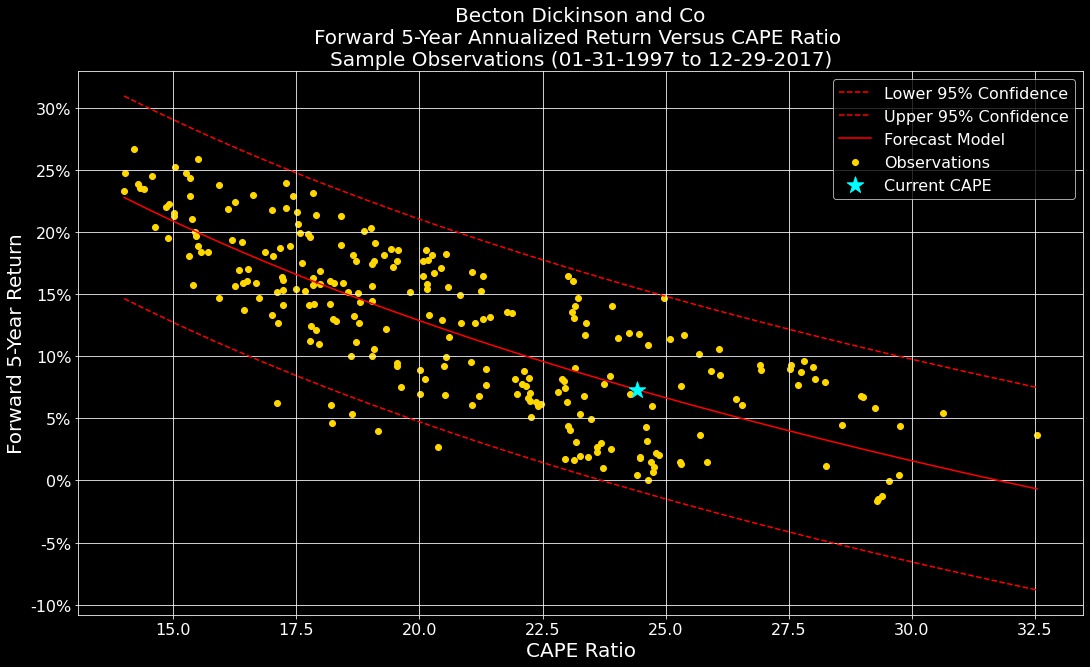 Becton Dickinson and Co
Forward 5-Year Annualized Return Versus CAPE Ratio
Sample Observations (01-31-1997 to 12-29-2017)
Lower 95% Confidence
Upper 95% Confidence
Forecast Model
Observations
Current CAPE
Forward 5-Year Return
30%
25%
20%
15%
10%
5%
0%
-5%
-10%
15.0
17.5
20.0
22.5
25.0
27.5
30.0
32.5
CAPE Ratio